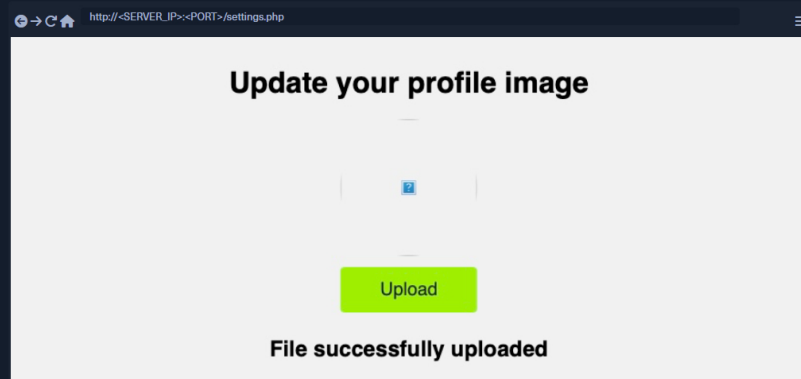 http://<SERVER_IP>:<PORT>/settings.php
Update your profile image
?
Upload
File successfully uploaded